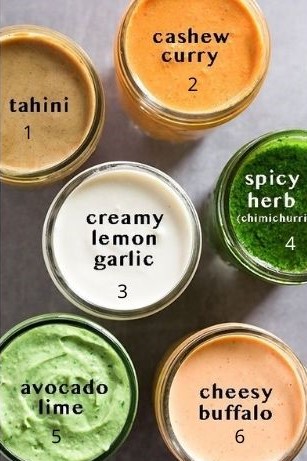 tahini
1
cashew
curry
2
creamy
lemon
garlic
3
spicy
herb
(chimichurri
4
avocado
lime
5
cheesy
buffalo
6